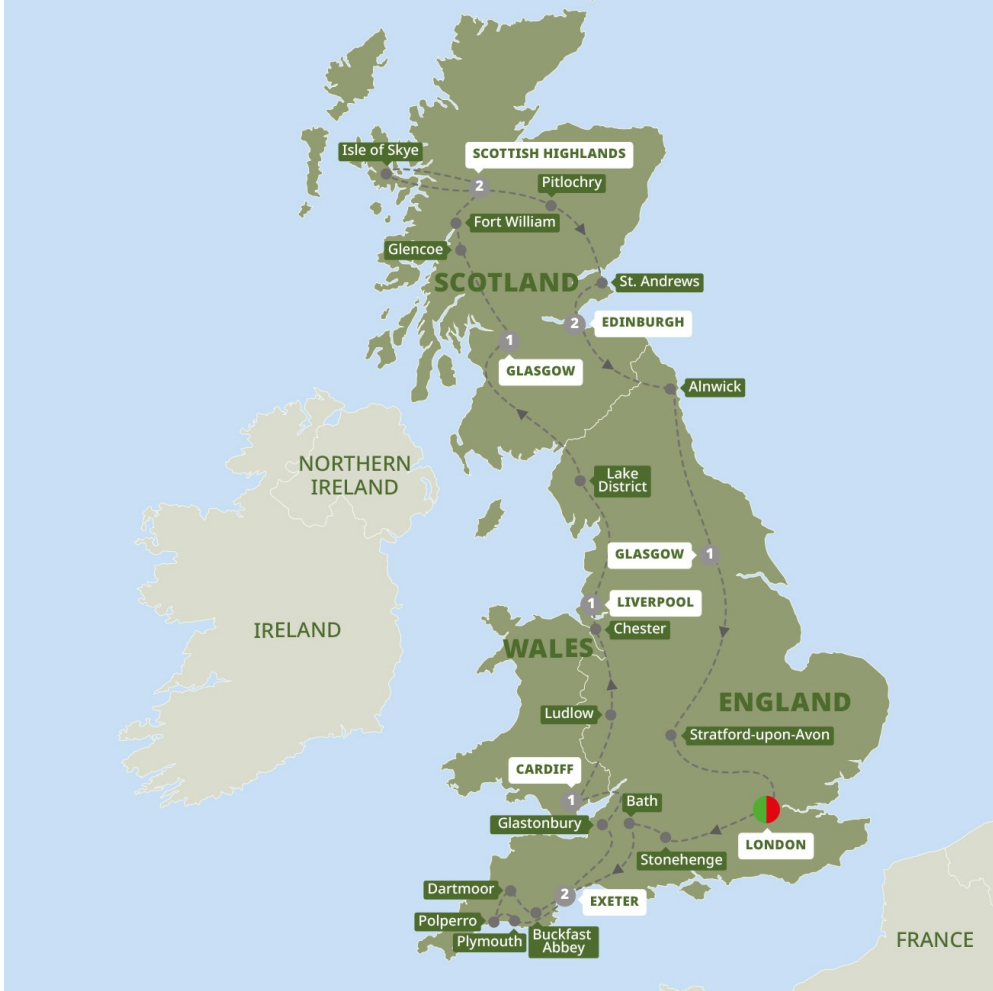 Isle of Skye
SCOTTISH HIGHLANDS
2
Pitlochry
Fort William
Glencoe
SCOTLAND
St. Andrews
2
EDINBURGH
1
GLASGOW
Alnwick
NORTHERN
IRELAND
Lake
District
GLASGOW
1
1
LIVERPOOL
IRELAND
Chester
WALES
ENGLAND
Ludlow
Stratford-upon-Avon
CARDIFF
1
Bath
Glastonbury
LONDON
Stonehenge
Dartmoor
2
EXETER
Polperro
Plymouth
Buckfast
Abbey
FRANCE